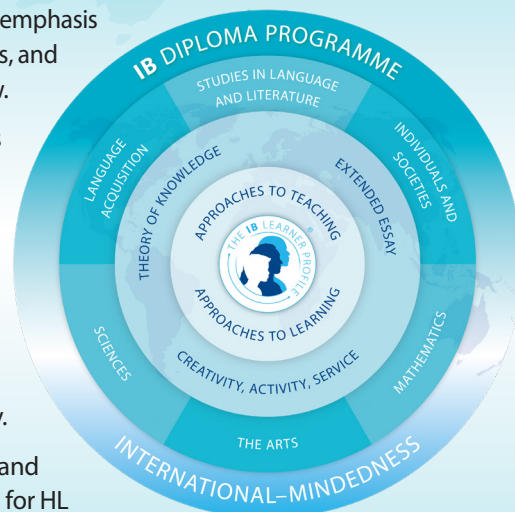 emphasis
s, and
y.
s
y.
and
for HL
IB DIPLOMA PROGRAMME
STUDIES IN LANGUAGE
AND LITERATURE
LANGUAGE
ACQUISITION
INDIVIDUALS AND
SOCIETIES
SCIENCES
MATHEMATICS
THE ARTS
THEORY OF KNOWLEDGE
EXTENDED ESSAY
CREATIVITY, ACTIVITY, SERVICE
APPROACHES TO TEACHING
APPROACHES TO LEARNING
THE IB LEARNER PROFILE
®
INTERNATIONAL–MINDEDNESS